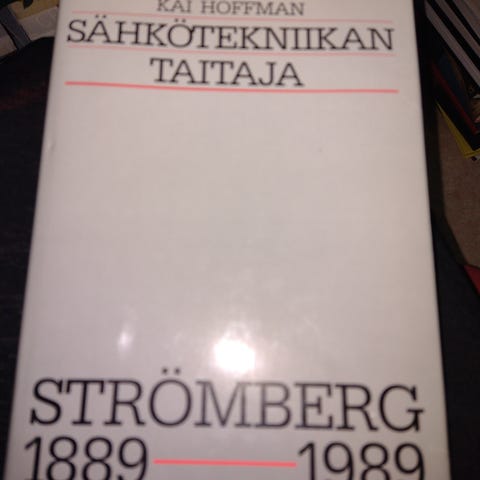 KAI HOFFMAN
SÄHKÖTEKNIIKAN
TAITAJA
STRÖMBERG
1889 — 1989